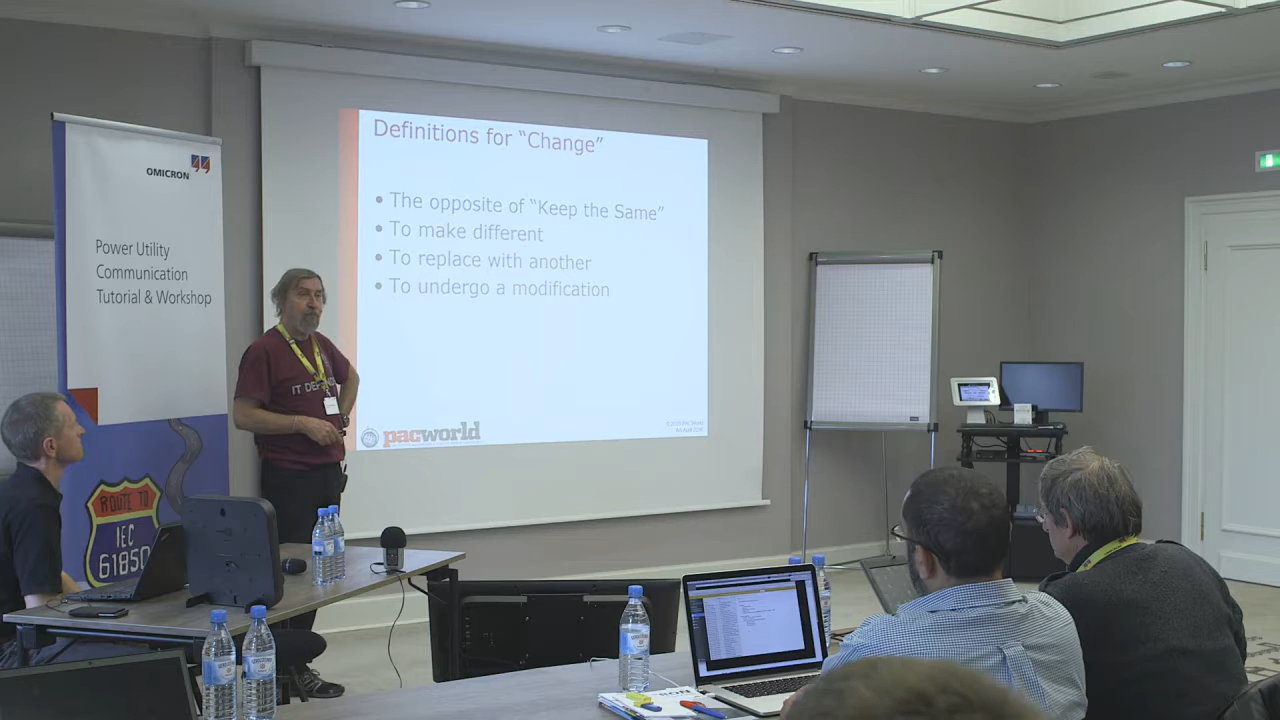 OMICRON
Power Utility
Communication
Tutorial & Workshop
ROUTE TO
IEC
61850
Definitions for “Change”
• The opposite of “Keep the Same”
• To make different
• To replace with another
• To undergo a modification
pacworld
IT